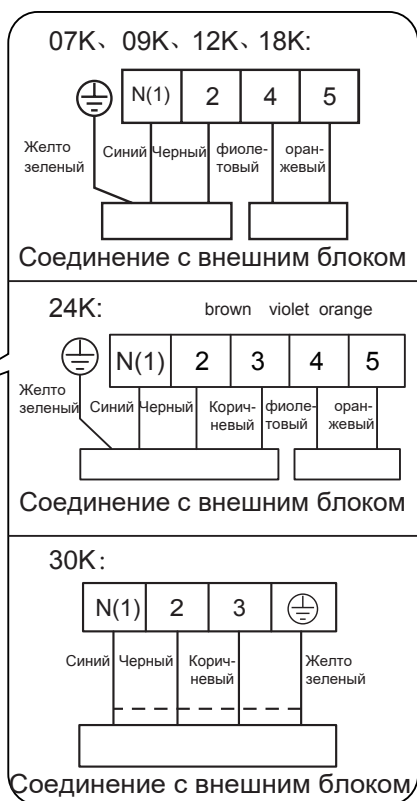 07K、09K、12K、18K:
N(1) 2 4 5
Желто зеленый
Синий Черный фиоле-товый оран-жевый
Соединение с внешним блоком
24K:
brown violet orange
N(1) 2 3 4 5
Желто зеленый
Синий Черный Корич-невый фиоле-товый оран-жевый
Соединение с внешним блоком
30K:
N(1) 2 3
Синий Черный Корич-невый Желто зеленый
Соединение с внешним блоком